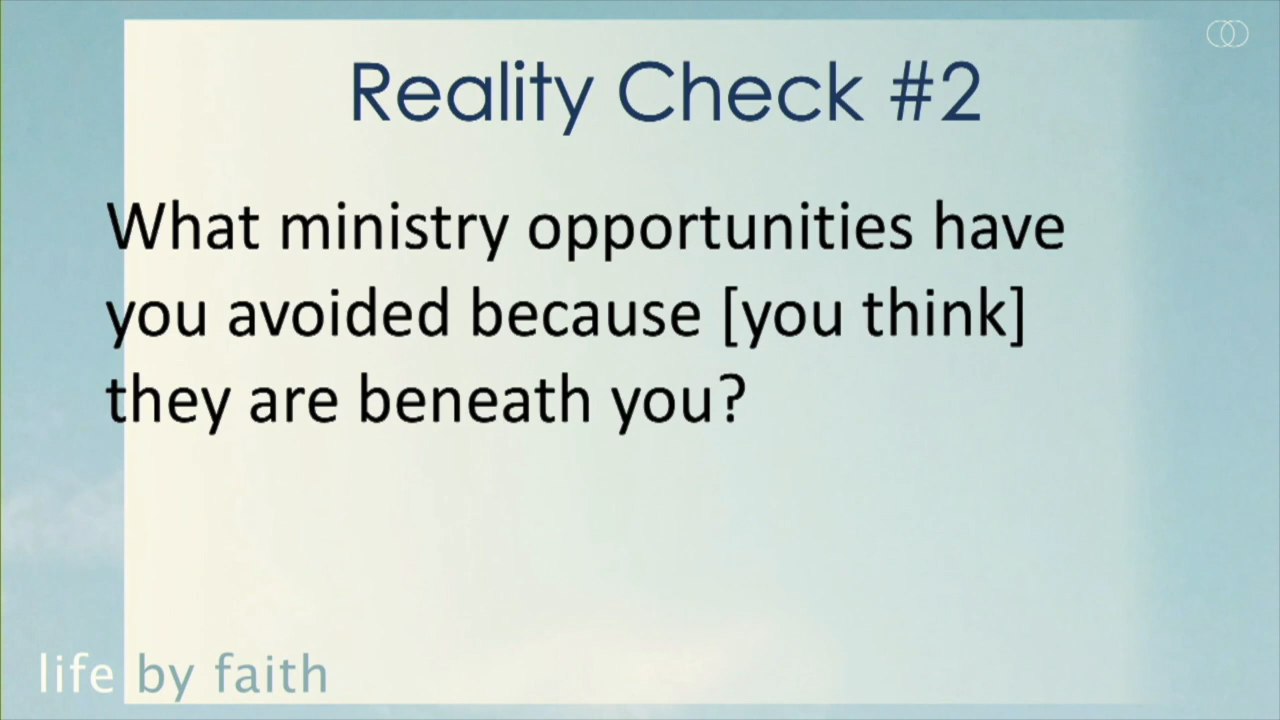 Reality Check #2
What ministry opportunities have
you avoided because [you think]
they are beneath you?
life by faith